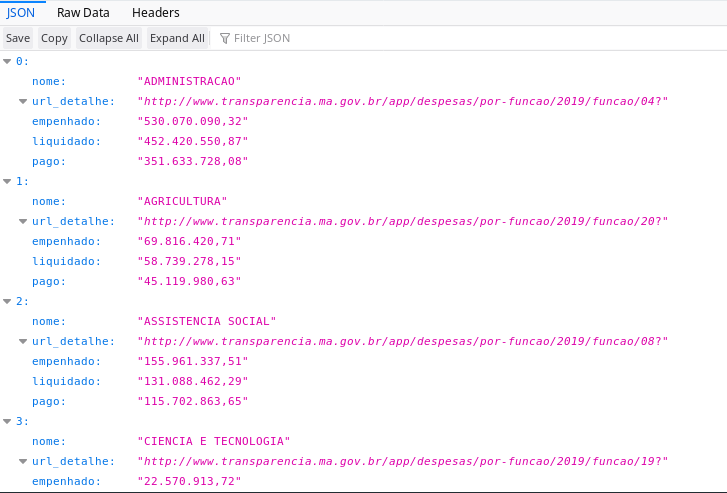 JSON Raw Data Headers
Save Copy Collapse All Expand All Filter JSON
0:
nome: "ADMINISTRACAO"
url_detalhe: "http://www.transparencia.ma.gov.br/app/despesas/por-funcao/2019/funcao/04?"
empenhado: "530.070.090,32"
liquidado: "452.420.550,87"
pago: "351.633.728,08"
1:
nome: "AGRICULTURA"
url_detalhe: "http://www.transparencia.ma.gov.br/app/despesas/por-funcao/2019/funcao/20?"
empenhado: "69.816.420,71"
liquidado: "58.739.278,15"
pago: "45.119.980,63"
2:
nome: "ASSISTENCIA SOCIAL"
url_detalhe: "http://www.transparencia.ma.gov.br/app/despesas/por-funcao/2019/funcao/08?"
empenhado: "155.961.337,51"
liquidado: "131.088.462,29"
pago: "115.702.863,65"
3:
nome: "CIENCIA E TECNOLOGIA"
url_detalhe: "http://www.transparencia.ma.gov.br/app/despesas/por-funcao/2019/funcao/19?"
empenhado: "22.570.913,72"